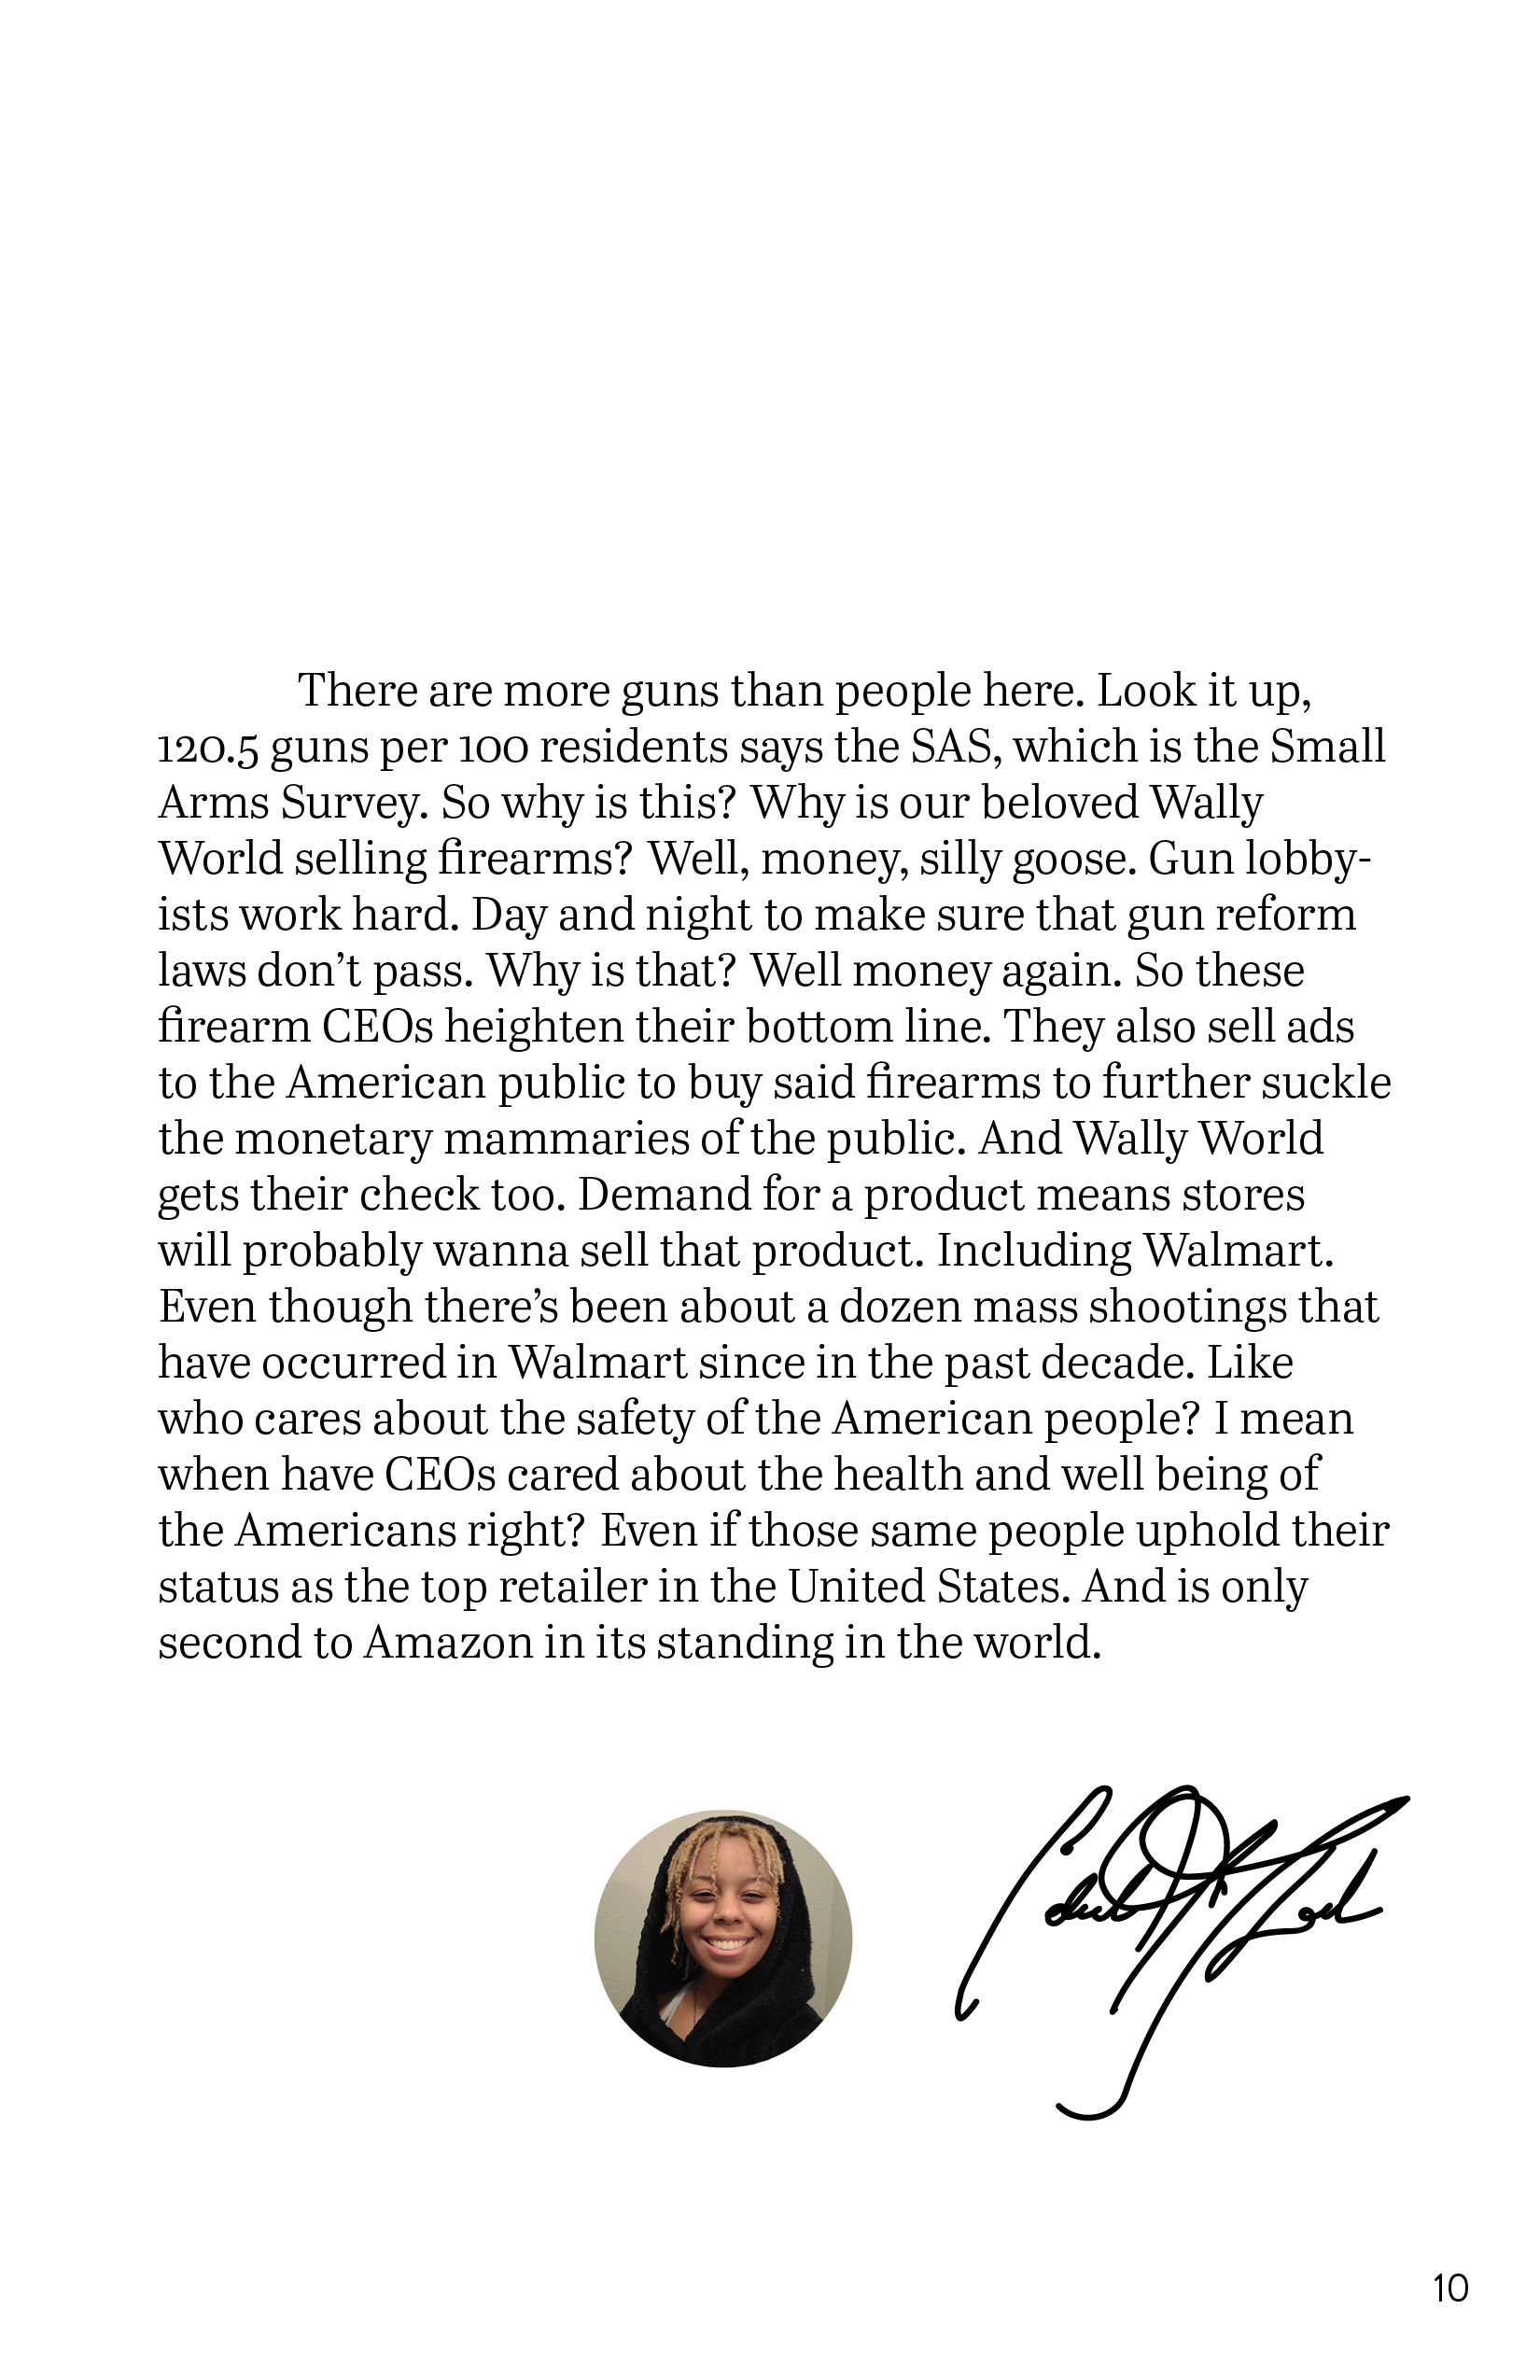 There are more guns than people here. Look it up,
120.5 guns per 100 residents says the SAS, which is the Small
Arms Survey. So why is this? Why is our beloved Wally
World selling firearms? Well, money, silly goose. Gun lobby-
ists work hard. Day and night to make sure that gun reform
laws don’t pass. Why is that? Well money again. So these
firearm CEOs heighten their bottom line. They also sell ads
to the American public to buy said firearms to further suckle
the monetary mammaries of the public. And Wally World
gets their check too. Demand for a product means stores
will probably wanna sell that product. Including Walmart.
Even though there’s been about a dozen mass shootings that
have occurred in Walmart since in the past decade. Like
who cares about the safety of the American people? I mean
when have CEOs cared about the health and well being of
the Americans right? Even if those same people uphold their
status as the top retailer in the United States. And is only
second to Amazon in its standing in the world.
10